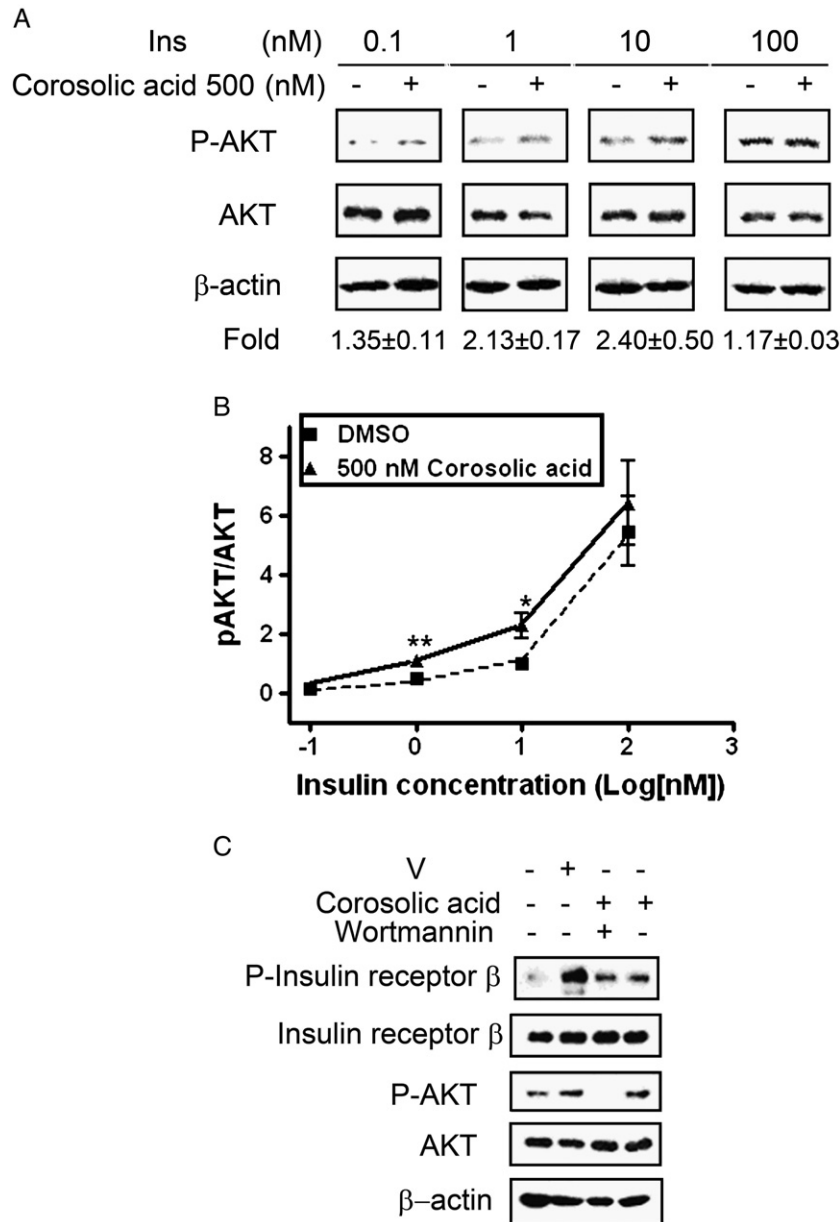 A
Ins (nM) 0.1 1 10 100
Corosolic acid 500 (nM) - + - + - + - +
P-AKT
AKT
β-actin
Fold 1.35±0.11 2.13±0.17 2.40±0.50 1.17±0.03
B
DMSO
500 nM Corosolic acid
pAKT/AKT
8
6
4
2
0
**
*
-1 0 1 2 3
Insulin concentration (Log[nM])
C
V - + - -
Corosolic acid - - + +
Wortmannin - - + -
P-Insulin receptor β
Insulin receptor β
P-AKT
AKT
β–actin